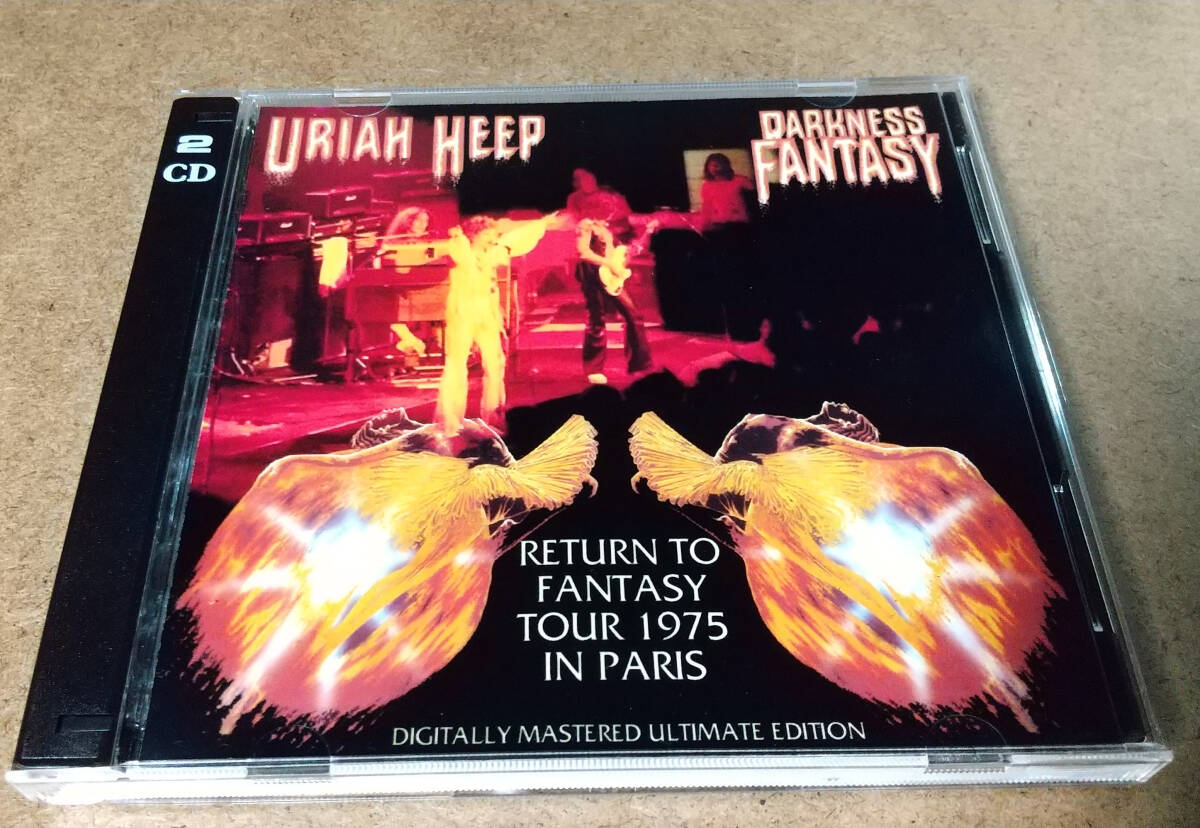 2
CD
URIAH HEEP
DARKNESS
FANTASY
RETURN TO
FANTASY
TOUR 1975
IN PARIS
DIGITALLY MASTERED ULTIMATE EDITION